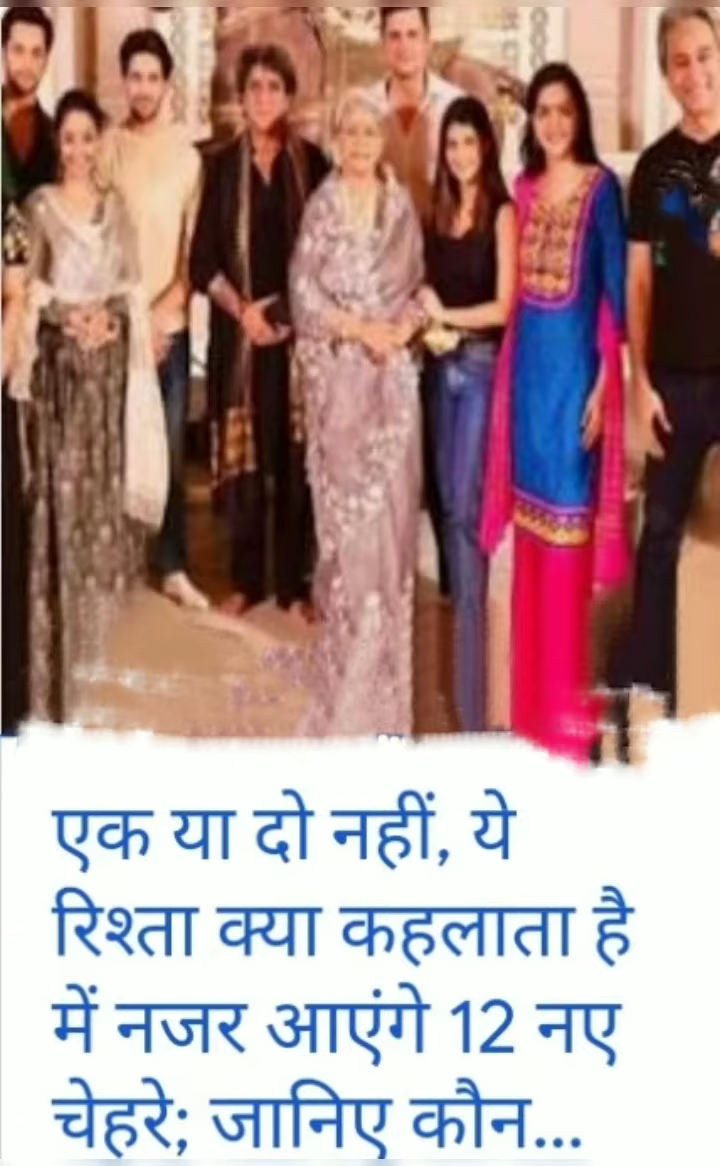 एक या दो नहीं, ये
रिश्ता क्या कहलाता है
में नजर आएंगे 12 नए
चेहरे; जानिए कौन...